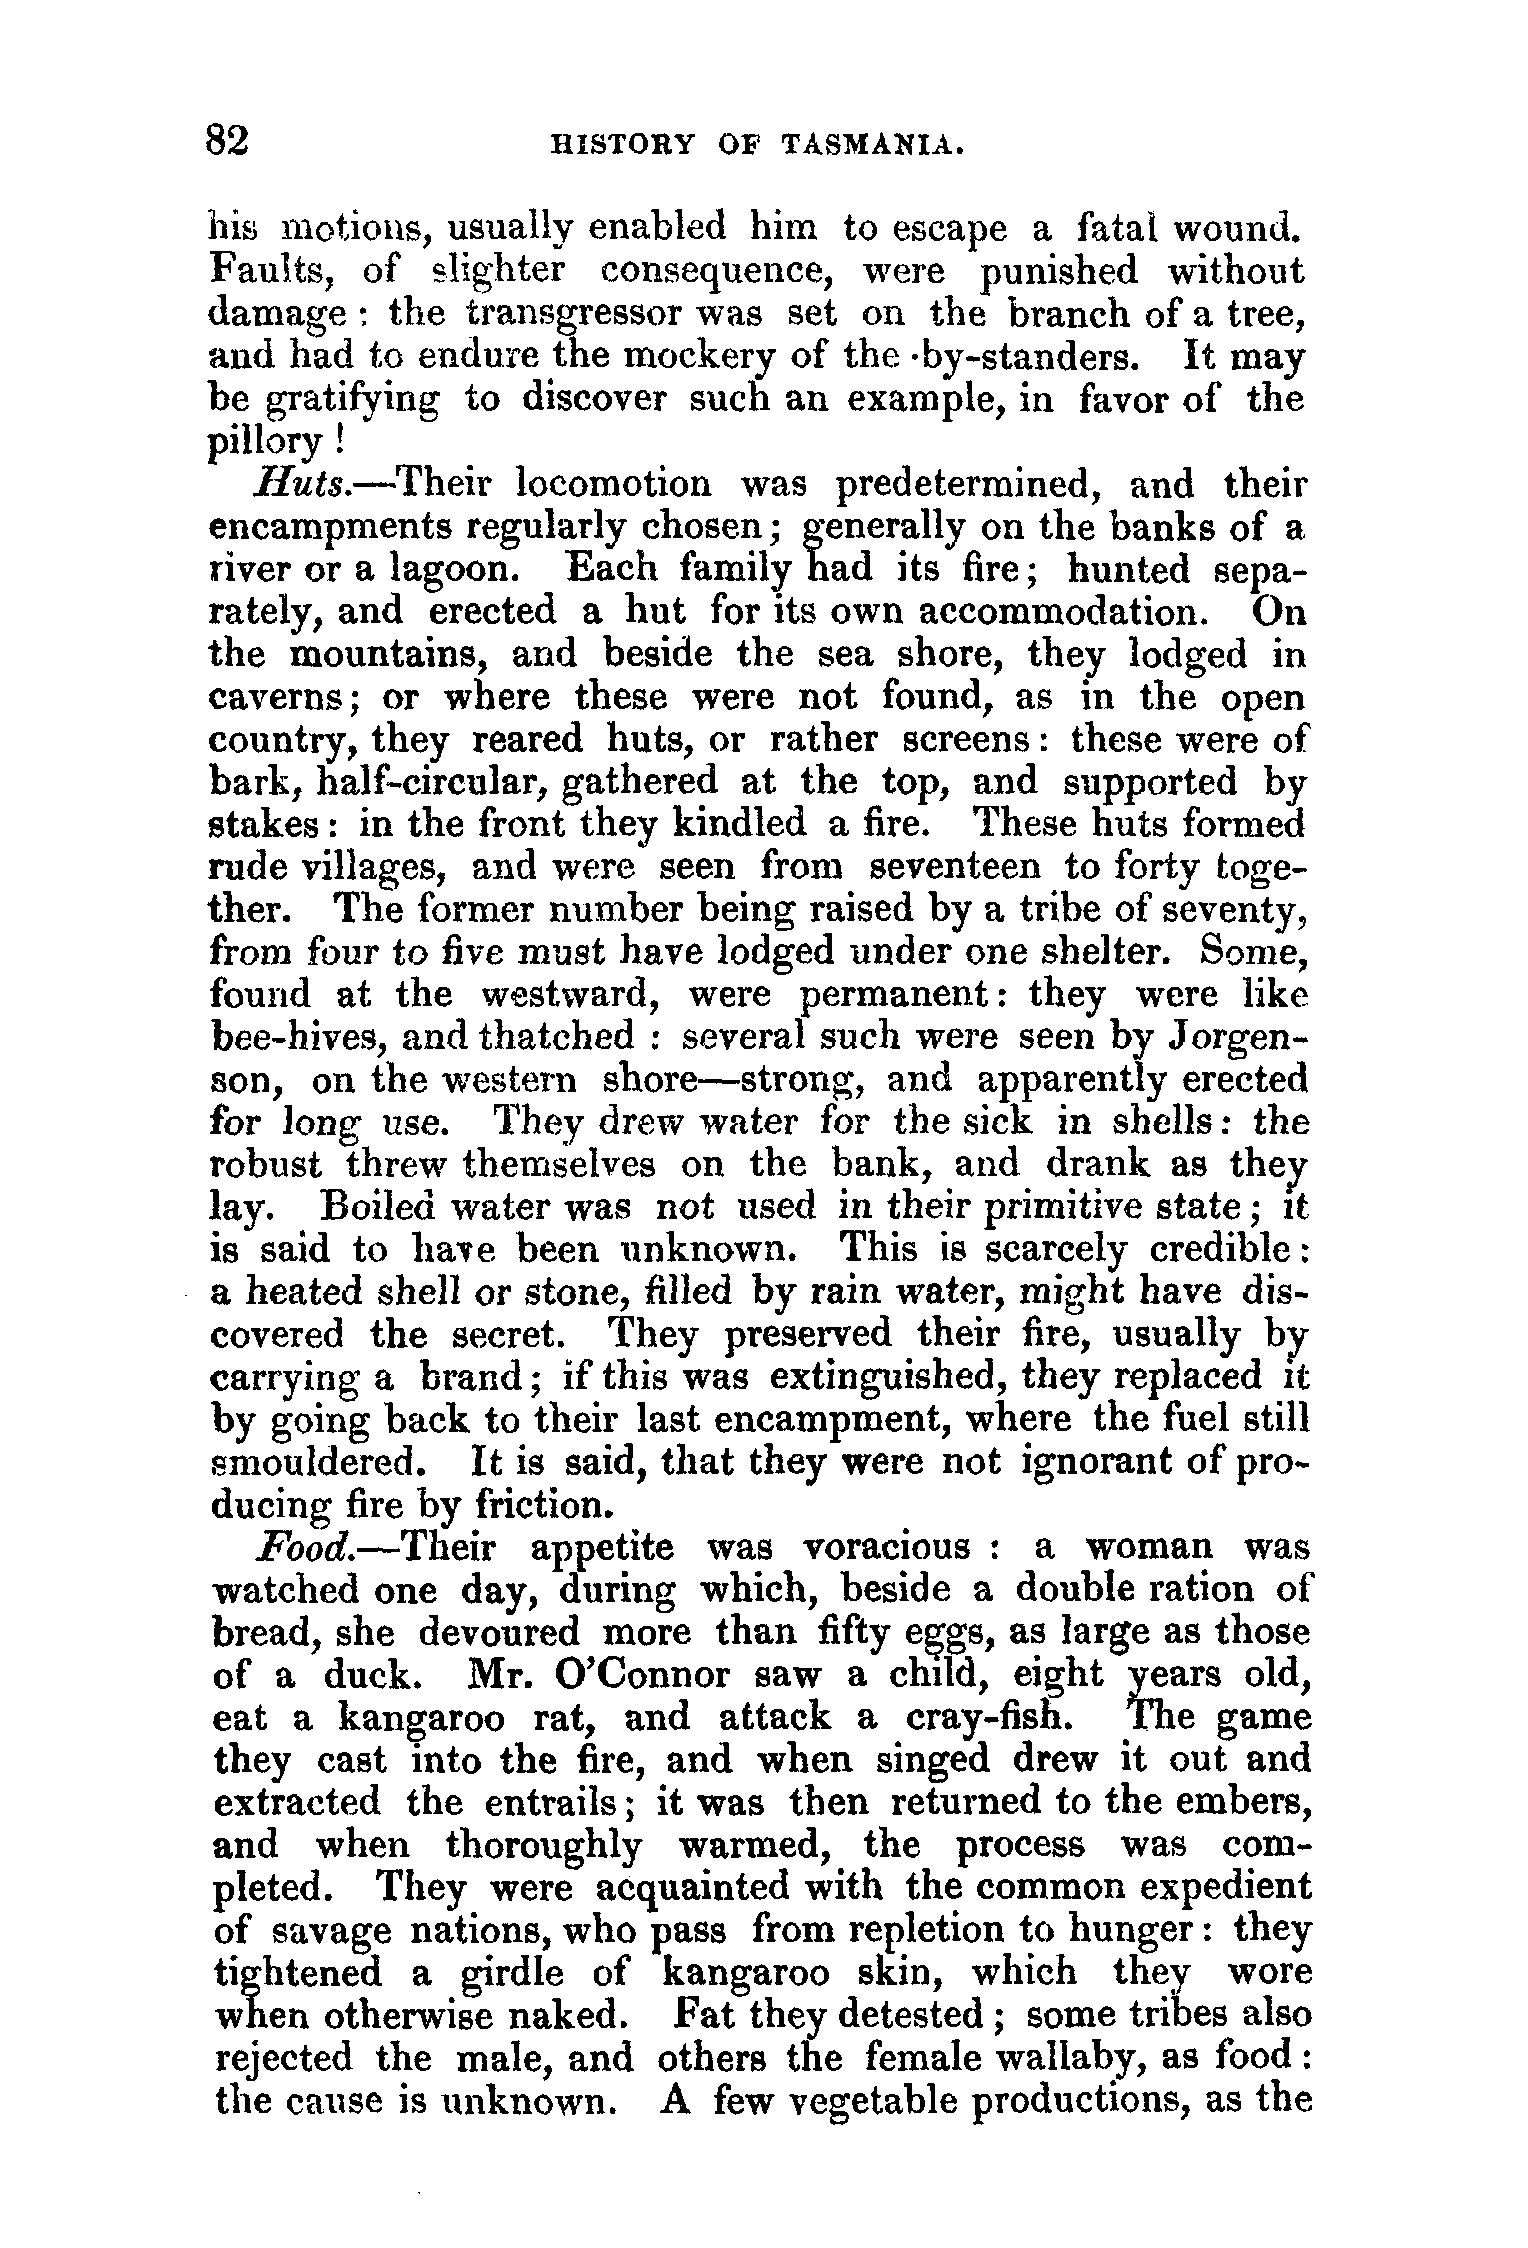 82 HISTORY OF TASMANIA.
his motions, usually enabled him to escape a fatal wound.
Faults, of slighter consequence, were punished without
damage : the transgressor was set on the branch of a tree,
and had to endure the mockery of the ·by-standers. It may
be gratifying to discover such an example, in favor of the
pillory !
Huts.—Their locomotion was predetermined, and their
encampments regularly chosen; generally on the banks of a
river or a lagoon. Each family had its fire; hunted sepa-
rately, and erected a hut for its own accommodation. On
the mountains, and beside the sea shore, they lodged in
caverns; or where these were not found, as in the open
country, they reared huts, or rather screens: these were of
bark, half-circular, gathered at the top, and supported by
stakes: in the front they kindled a fire. These huts formed
rude villages, and were seen from seventeen to forty toge-
ther. The former number being raised by a tribe of seventy,
from four to five must have lodged under one shelter. Some,
found at the westward, were permanent: they were like
bee-hives, and thatched : several such were seen by Jorgen-
son, on the western shore—strong, and apparently erected
for long use. They drew water for the sick in shells: the
robust threw themselves on the bank, and drank as they
lay. Boiled water was not used in their primitive state; it
is said to have been unknown. This is scarcely credible:
a heated shell or stone, filled by rain water, might have dis-
covered the secret. They preserved their fire, usually by
carrying a brand; if this was extinguished, they replaced it
by going back to their last encampment, where the fuel still
smouldered. It is said, that they were not ignorant of pro-
ducing fire by friction.
Food.—Their appetite was voracious : a woman was
watched one day, during which, beside a double ration of
bread, she devoured more than fifty eggs, as large as those
of a duck. Mr. O'Connor saw a child, eight years old,
eat a kangaroo rat, and attack a cray-fish. The game
they cast into the fire, and when singed drew it out and
extracted the entrails; it was then returned to the embers,
and when thoroughly warmed, the process was com-
pleted. They were acquainted with the common expedient
of savage nations, who pass from repletion to hunger: they
tightened a girdle of kangaroo skin, which they wore
when otherwise naked. Fat they detested; some tribes also
rejected the male, and others the female wallaby, as food:
the cause is unknown. A few vegetable productions, as the